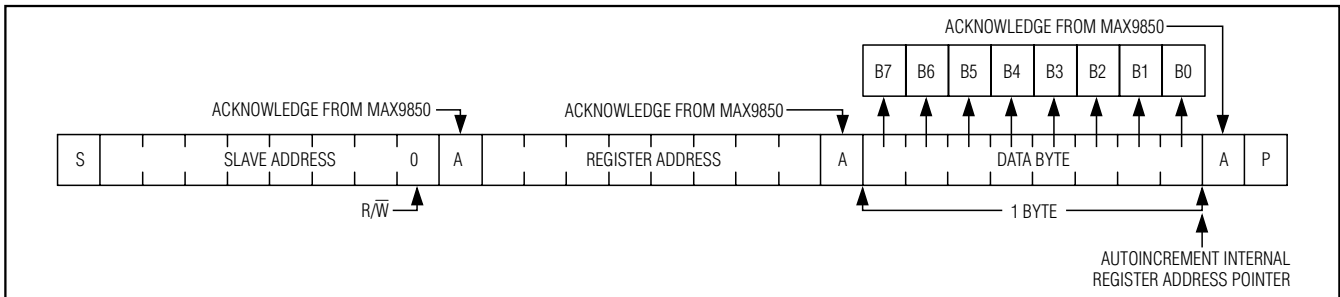 ACKNOWLEDGE FROM MAX9850
B7 B6 B5 B4 B3 B2 B1 B0
ACKNOWLEDGE FROM MAX9850 ACKNOWLEDGE FROM MAX9850
S SLAVE ADDRESS 0 A REGISTER ADDRESS A DATA BYTE A P
R/W̅ 1 BYTE
AUTOINCREMENT INTERNAL
REGISTER ADDRESS POINTER